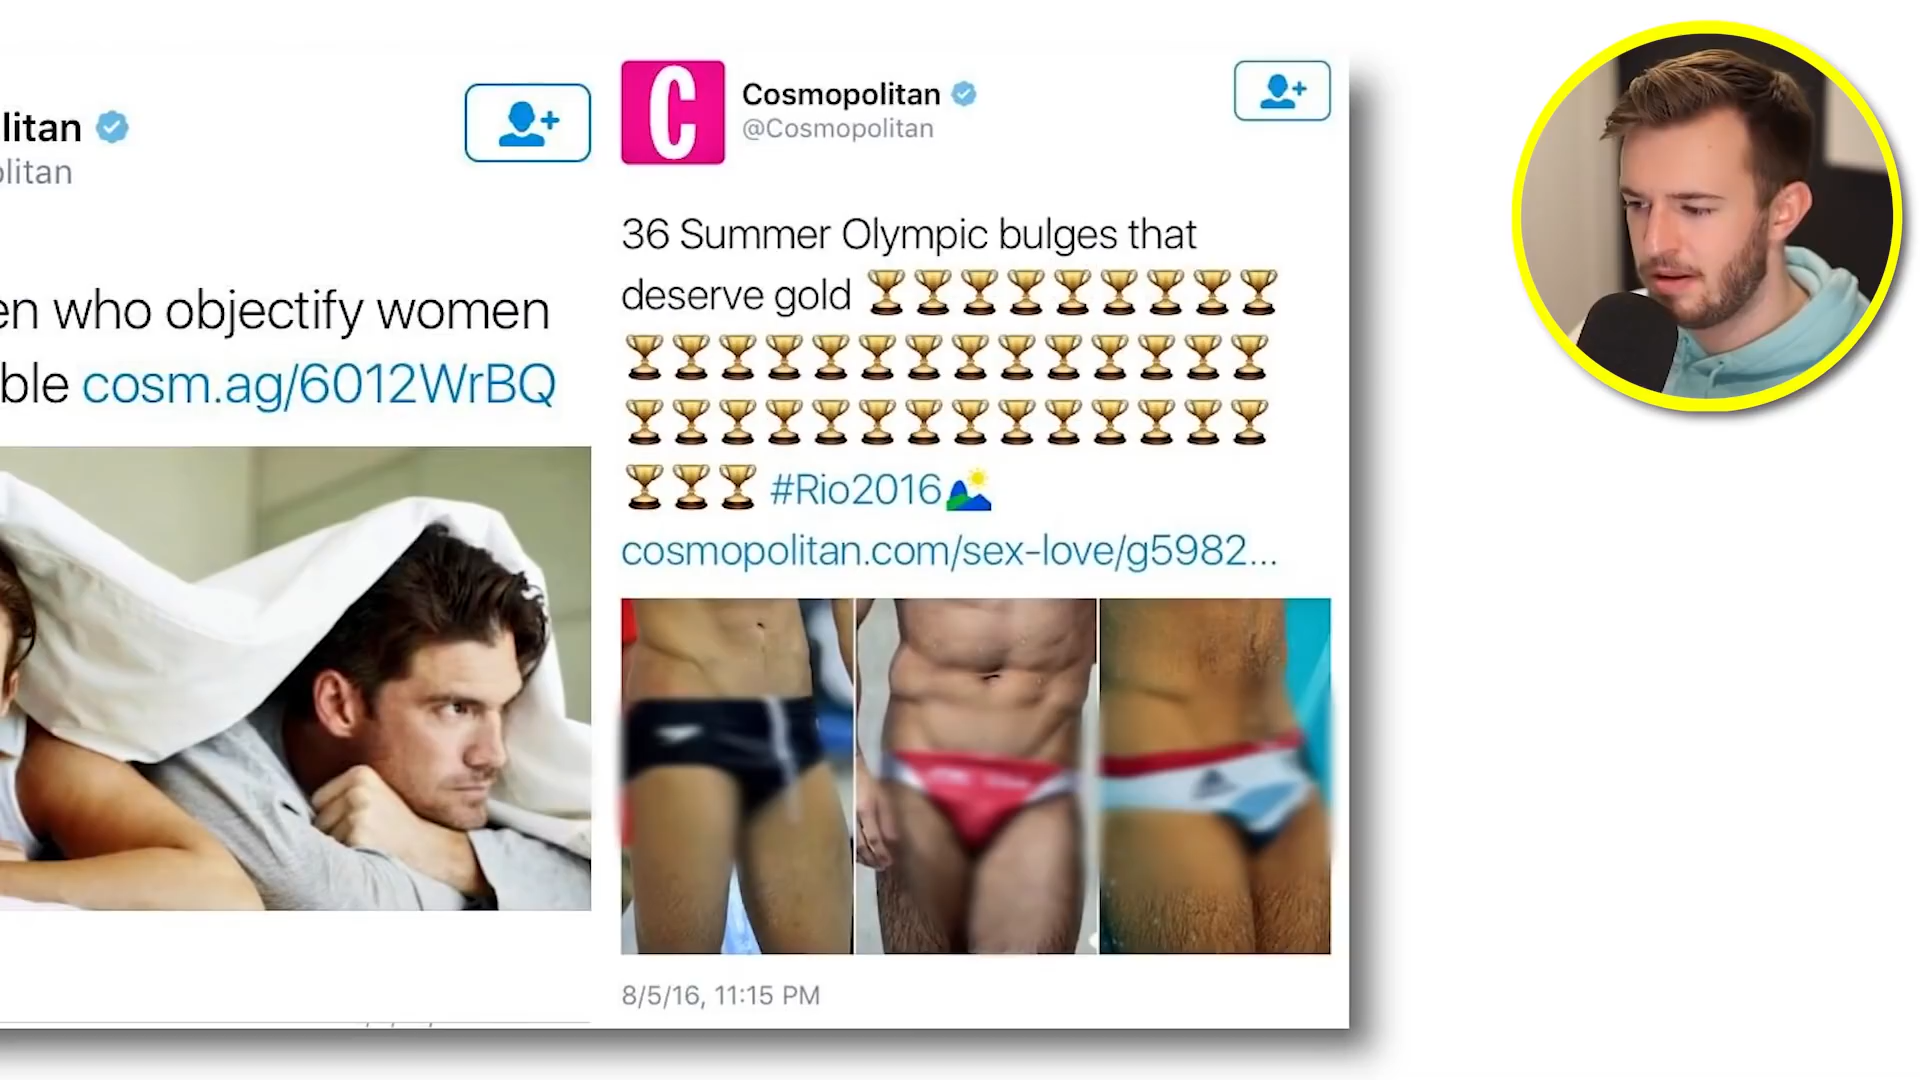 litan
litan
en who objectify women
ble cosm.ag/6012WrBQ
C
Cosmopolitan
@Cosmopolitan
36 Summer Olympic bulges that
deserve gold 🏆🏆🏆🏆🏆🏆🏆🏆🏆
🏆🏆🏆🏆🏆🏆🏆🏆🏆🏆🏆🏆🏆🏆
🏆🏆🏆🏆🏆🏆🏆🏆🏆🏆🏆🏆🏆🏆
🏆🏆🏆 #Rio2016
cosmopolitan.com/sex-love/g5982...
8/5/16, 11:15 PM